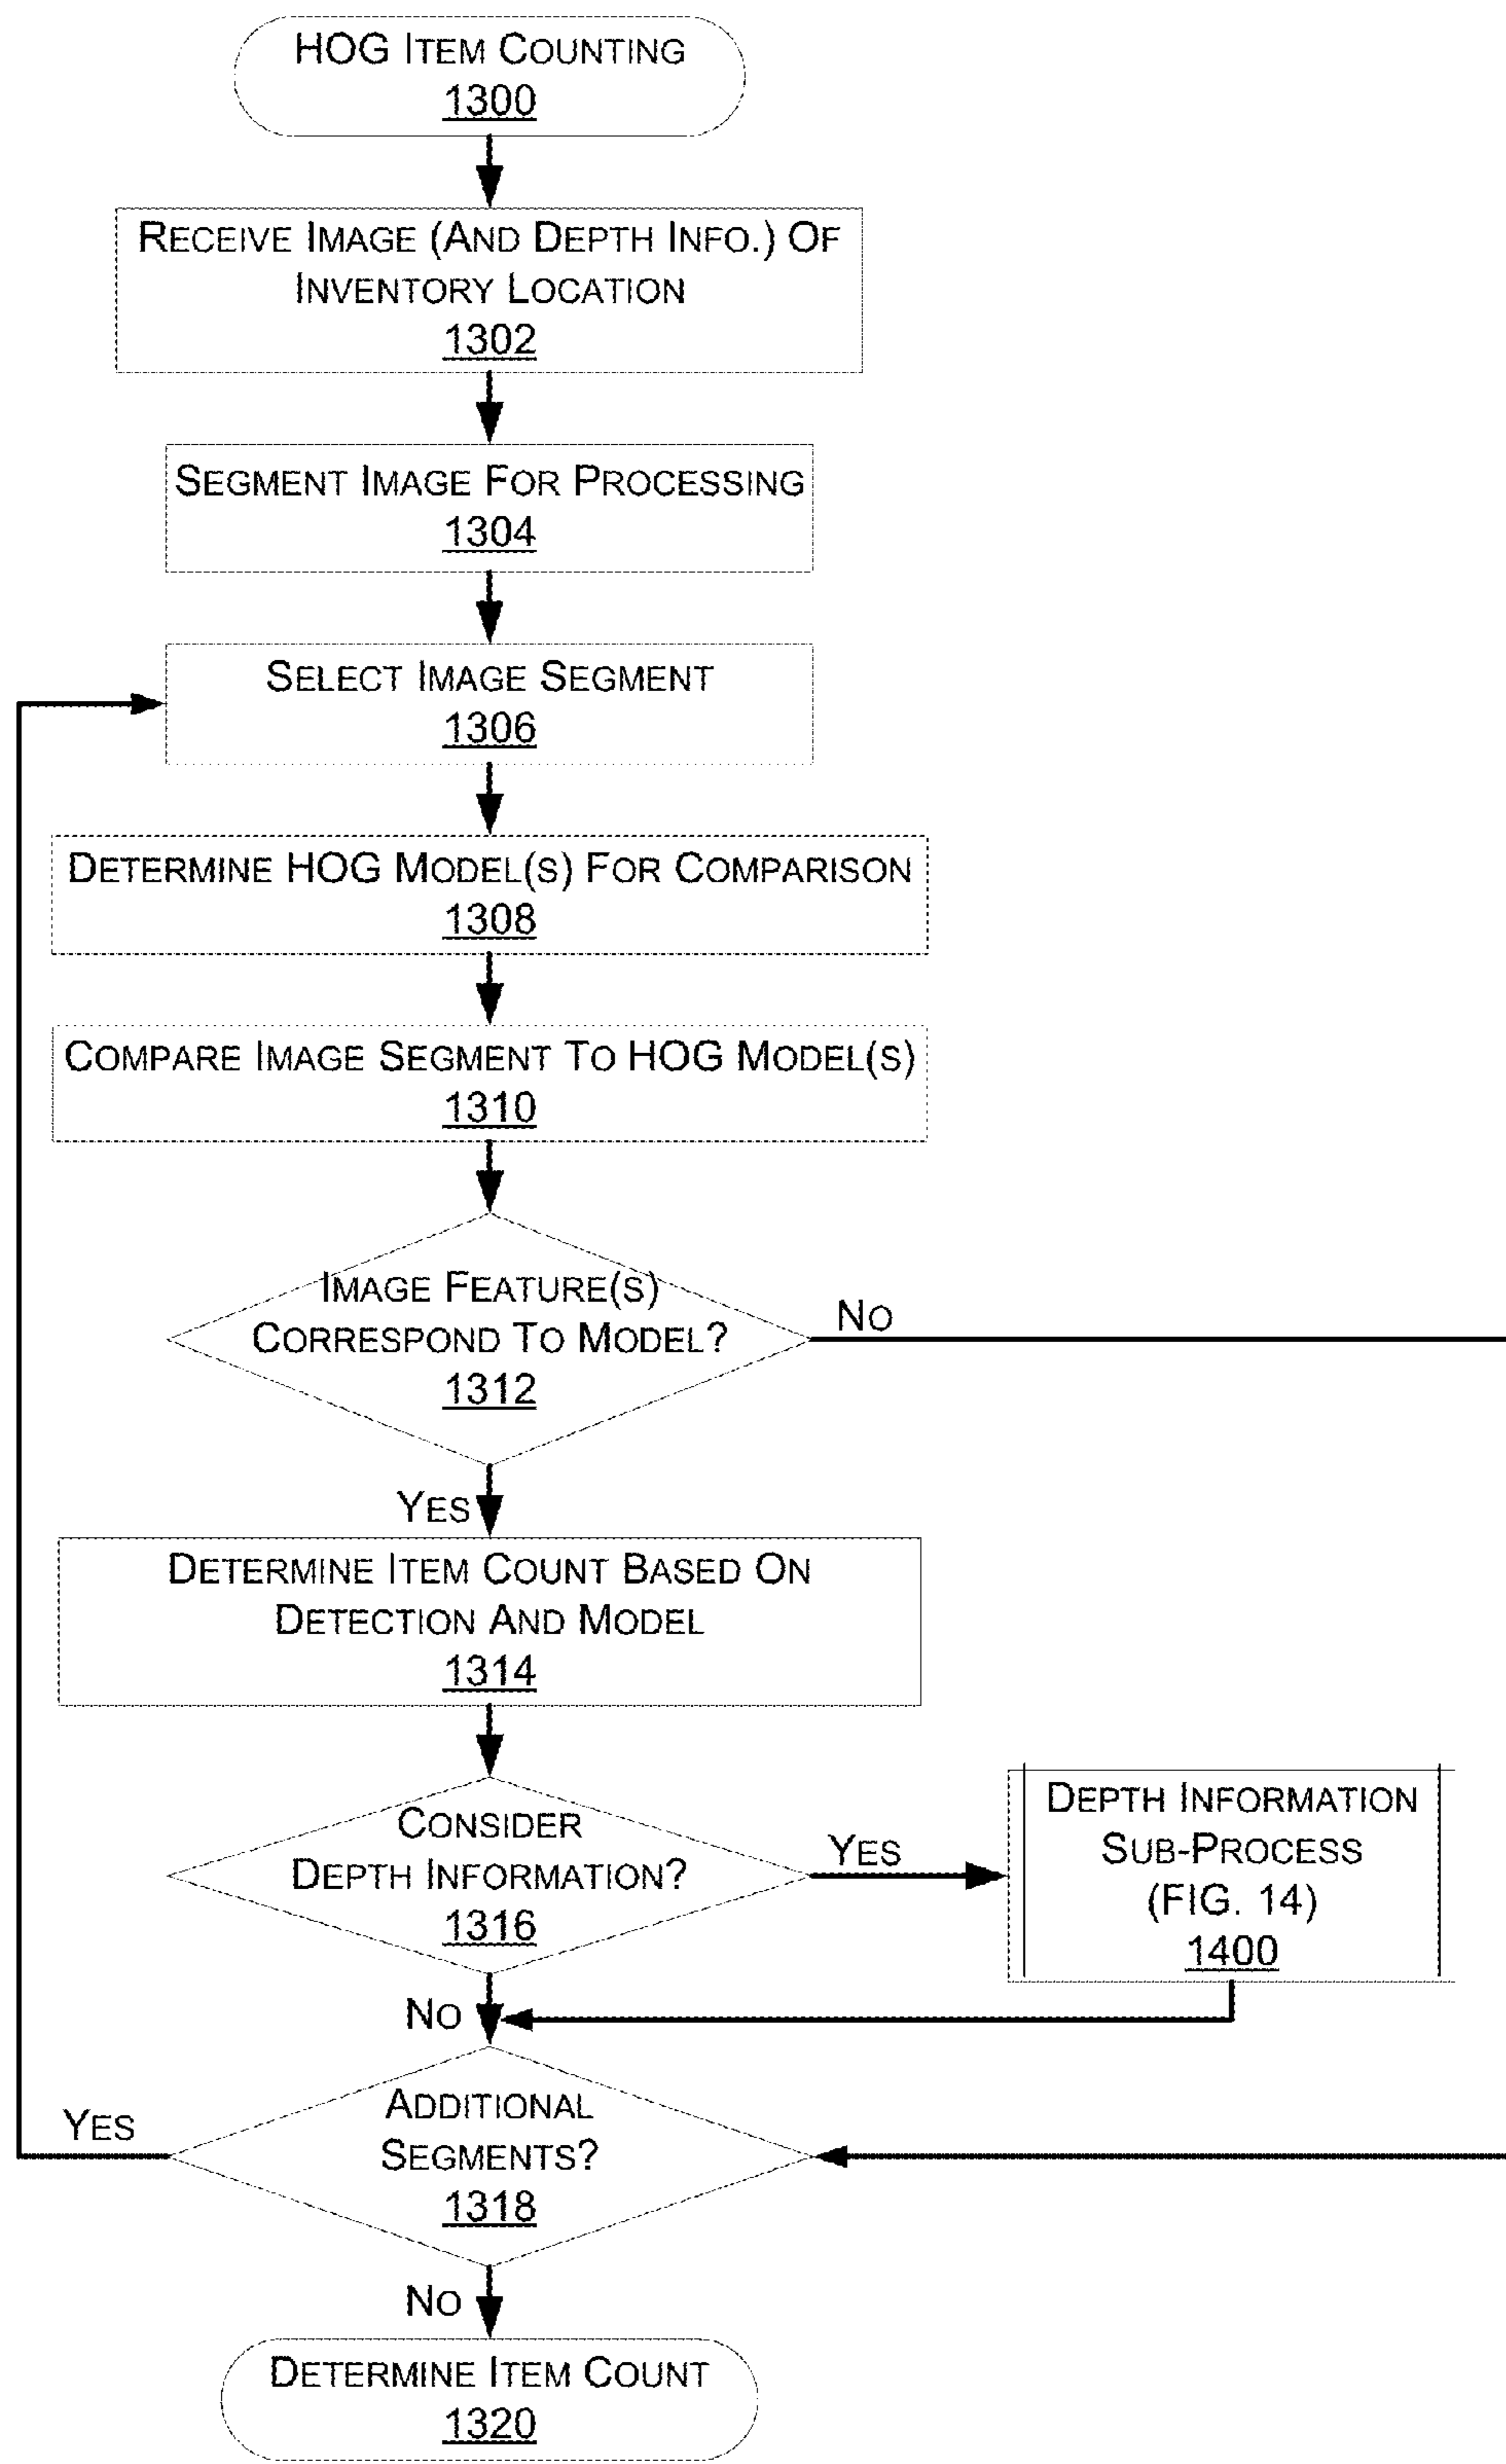 HOG ITEM COUNTING
1300
RECEIVE IMAGE (AND DEPTH INFO.) OF
INVENTORY LOCATION
1302
SEGMENT IMAGE FOR PROCESSING
1304
SELECT IMAGE SEGMENT
1306
DETERMINE HOG MODEL(S) FOR COMPARISON
1308
COMPARE IMAGE SEGMENT TO HOG MODEL(S)
1310
IMAGE FEATURE(S)
CORRESPOND TO MODEL?
1312
NO
YES
DETERMINE ITEM COUNT BASED ON
DETECTION AND MODEL
1314
CONSIDER
DEPTH INFORMATION?
1316
YES
DEPTH INFORMATION
SUB-PROCESS
(FIG. 14)
1400
NO
ADDITIONAL
SEGMENTS?
1318
YES
NO
DETERMINE ITEM COUNT
1320